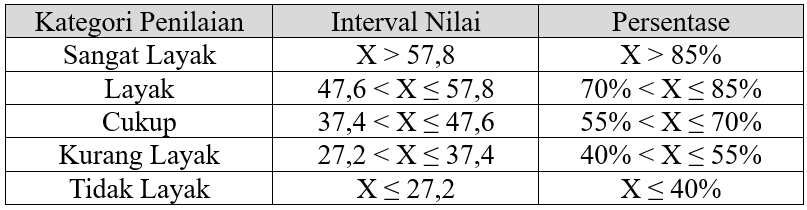 Kategori Penilaian Interval Nilai Persentase
Sangat Layak X > 57,8 X > 85%
Layak 47,6 < X ≤ 57,8 70% < X ≤ 85%
Cukup 37,4 < X ≤ 47,6 55% < X ≤ 70%
Kurang Layak 27,2 < X ≤ 37,4 40% < X ≤ 55%
Tidak Layak X ≤ 27,2 X ≤ 40%